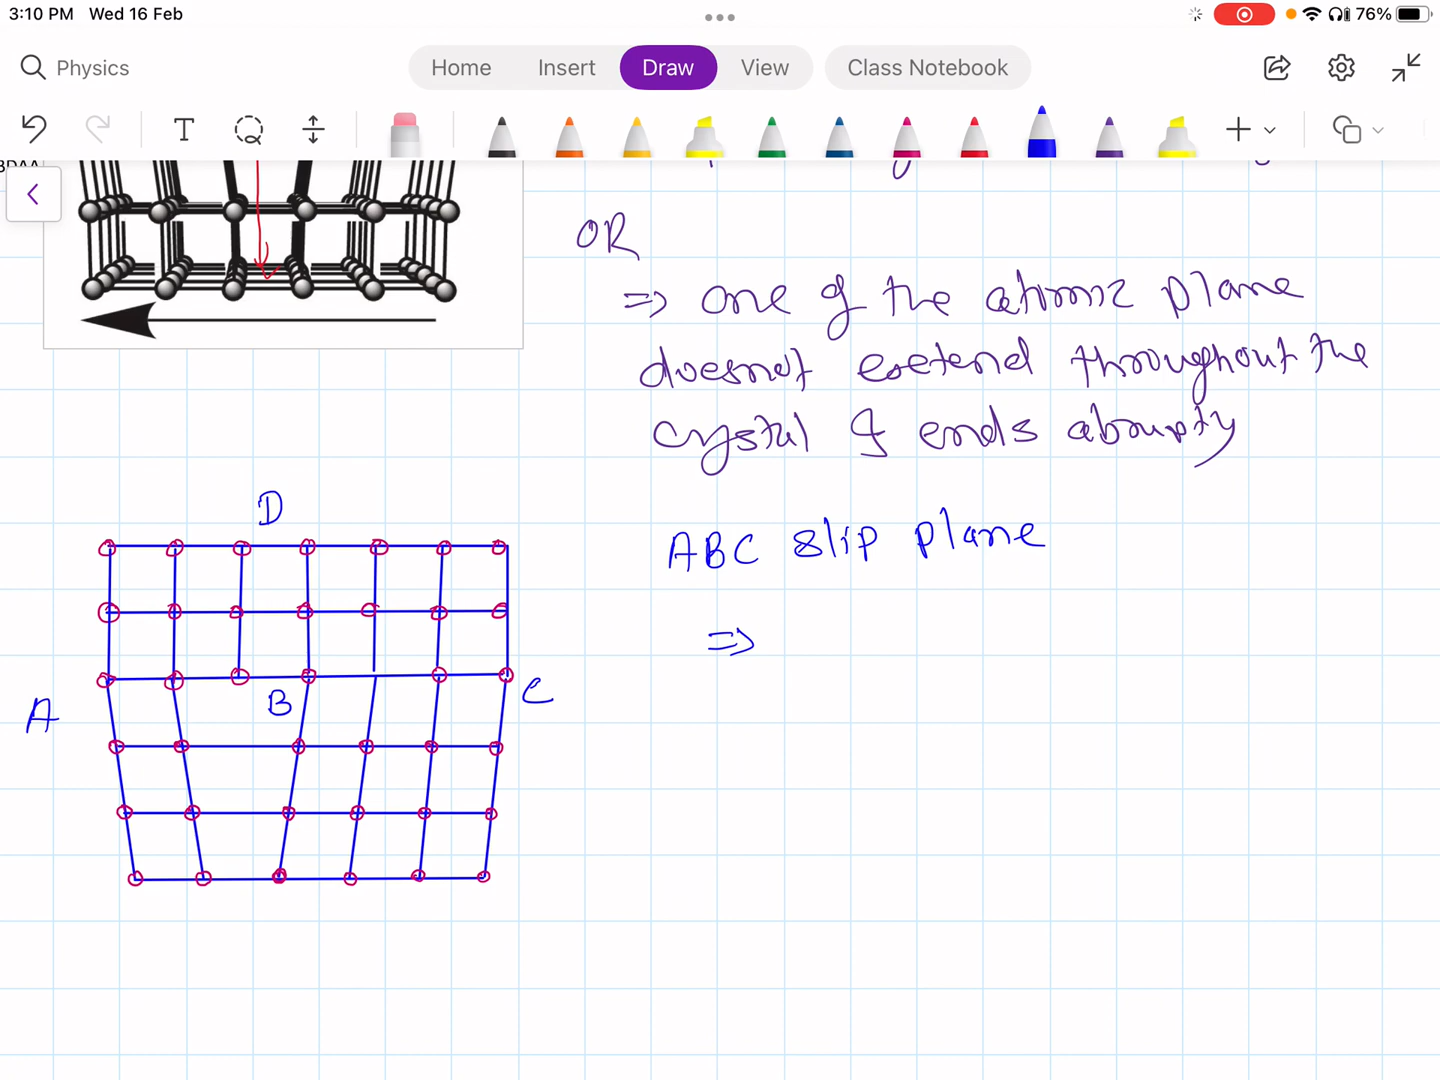 3:10 PM Wed 16 Feb
76%
Physics
Home Insert Draw View Class Notebook
T
OR
⇒ one of the atomic plane
doesnot extend throughout the
crystal & ends abrupty
D
ABC slip plane
⇒
B
C
A